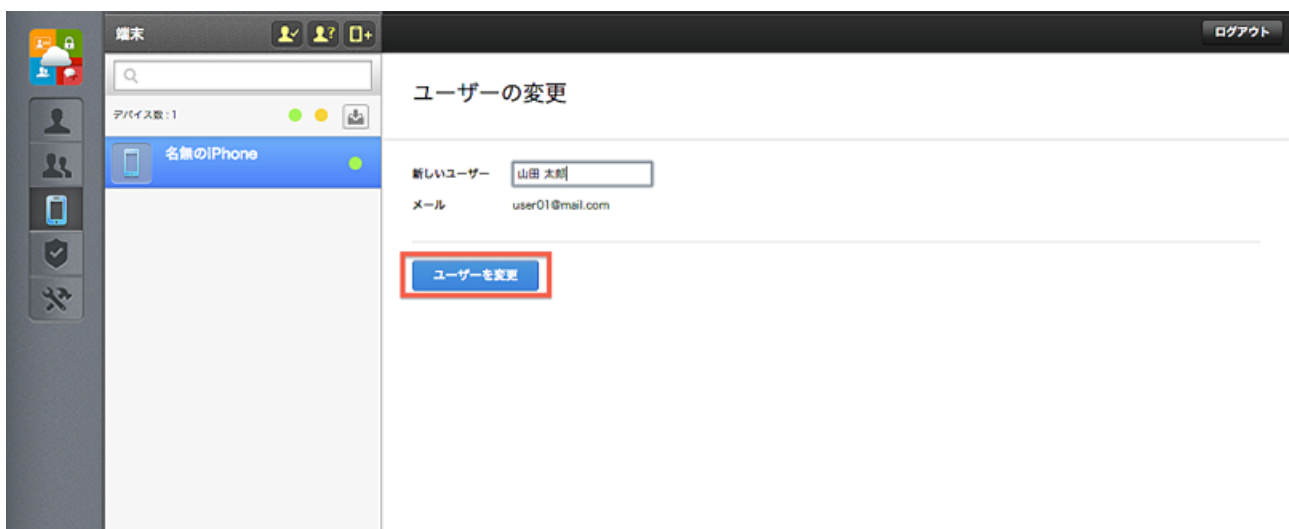 端末
ログアウト
ユーザーの変更
デバイス数:1
名無のiPhone
新しいユーザー 山田 太郎
メール user01@mail.com
ユーザーを変更